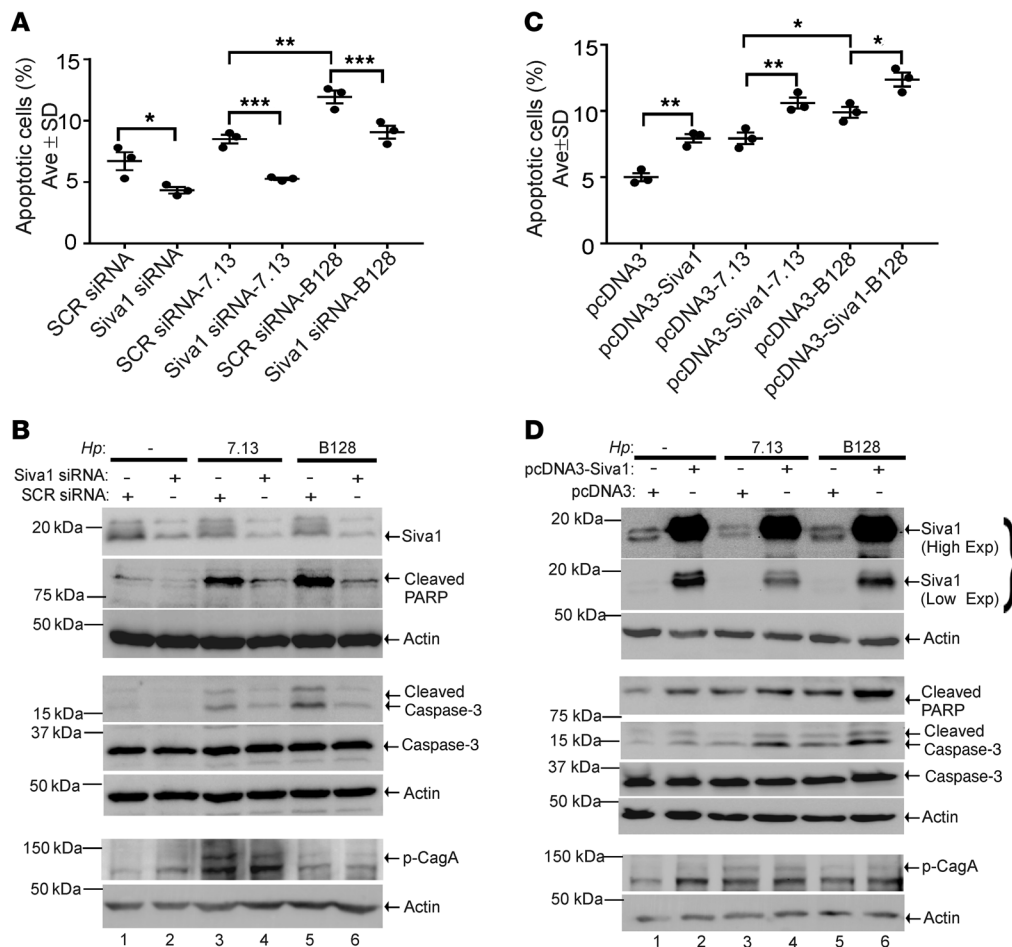 A
Apoptotic cells (%)
Ave ± SD
15
10
5
0
*
***
**
***
SCR siRNA
Siva1 siRNA
SCR siRNA-7.13
Siva1 siRNA-7.13
SCR siRNA-B128
Siva1 siRNA-B128
C
Apoptotic cells (%)
Ave±SD
15
10
5
0
**
**
*
*
pcDNA3
pcDNA3-Siva1
pcDNA3-7.13
pcDNA3-Siva1-7.13
pcDNA3-B128
pcDNA3-Siva1-B128
B
Hp: - 7.13 B128
Siva1 siRNA: - + - + - +
SCR siRNA: + - + - + -
20 kDa
Siva1
Cleaved
PARP
75 kDa
50 kDa
Actin
Cleaved
Caspase-3
15 kDa
37 kDa
Caspase-3
50 kDa
Actin
150 kDa
p-CagA
50 kDa
Actin
1 2 3 4 5 6
D
Hp: - 7.13 B128
pcDNA3-Siva1: - + - + - +
pcDNA3: + - + - + -
20 kDa
Siva1
(High Exp)
20 kDa
Siva1
(Low Exp)
50 kDa
Actin
Cleaved
PARP
75 kDa
Cleaved
15 kDa
Caspase-3
37 kDa
Caspase-3
50 kDa
Actin
150 kDa
p-CagA
50 kDa
Actin
1 2 3 4 5 6